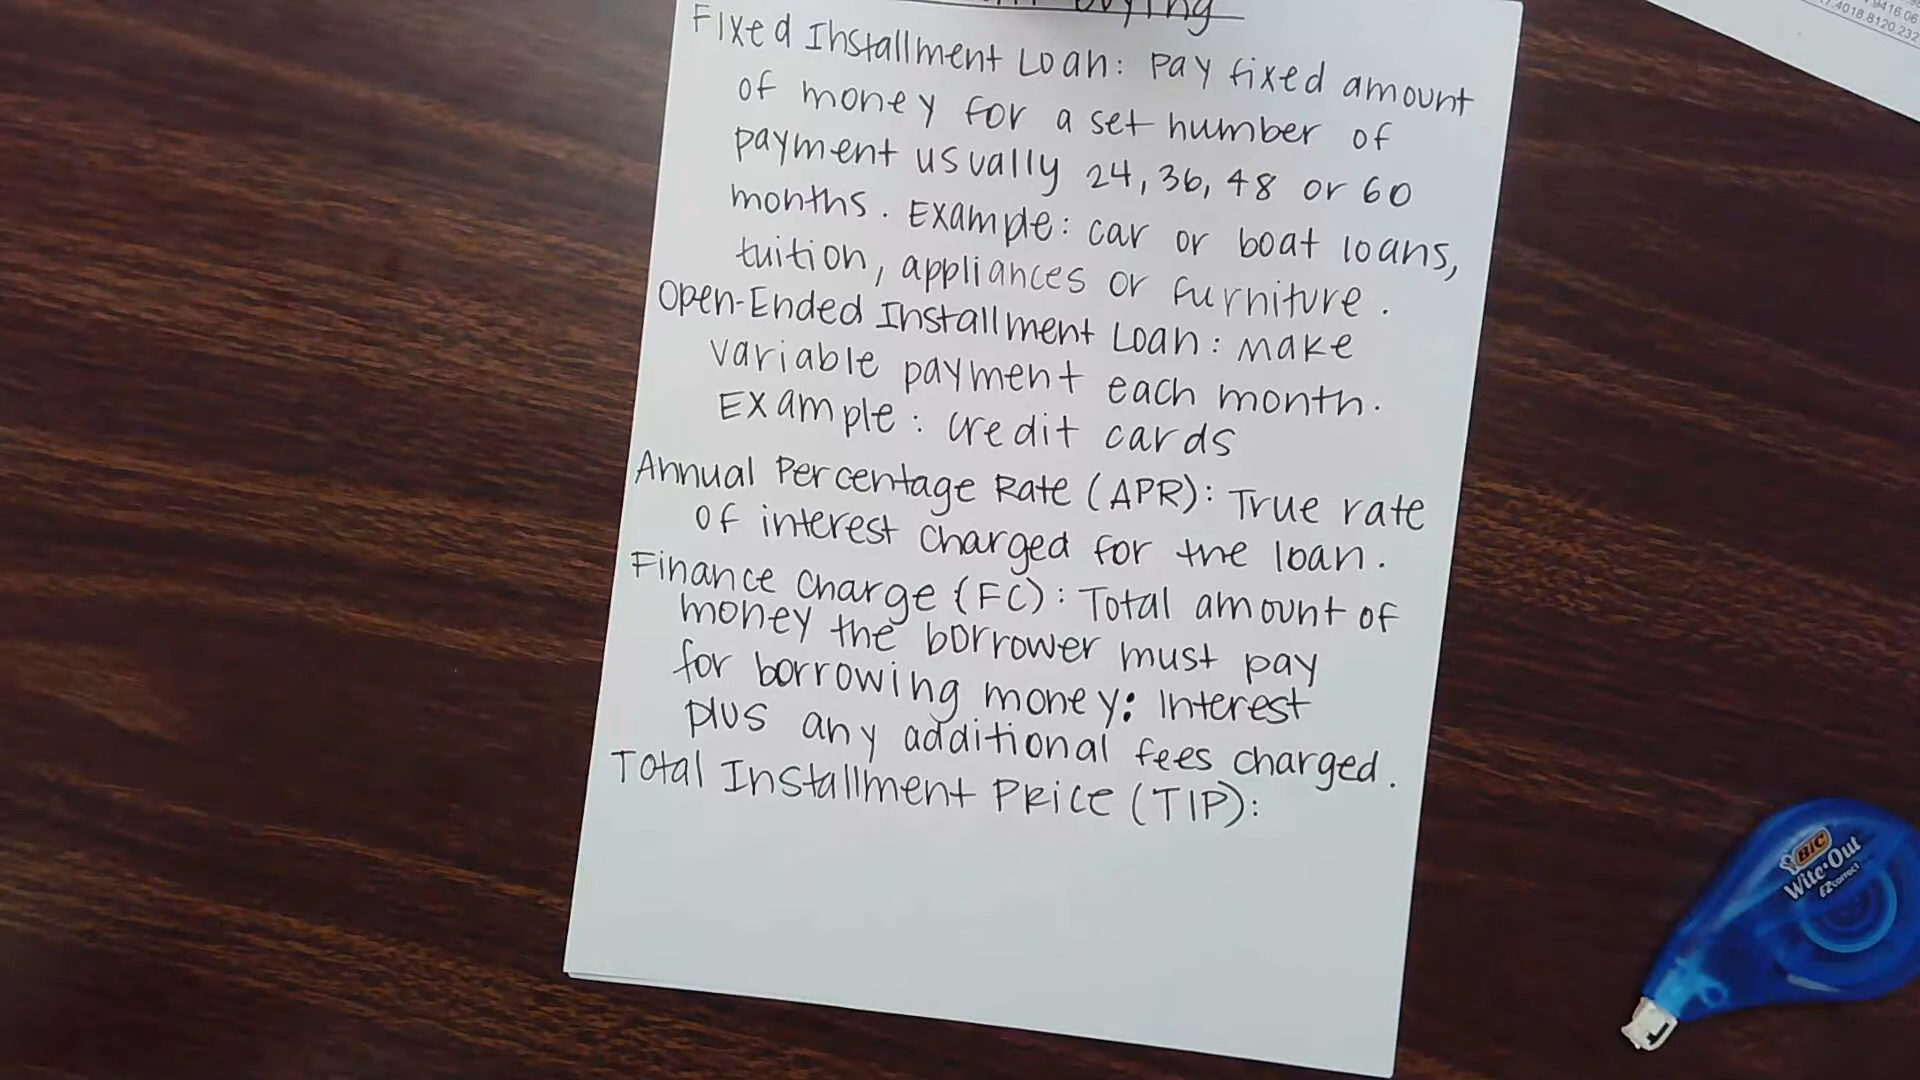 buying
Fixed Installment Loan: Pay fixed amount
of money for a set number of
payment usually 24, 36, 48 or 60
months. Example: car or boat loans,
tuition, appliances or furniture.
Open-Ended Installment Loan: make
variable payment each month.
Example: credit cards
Annual Percentage Rate (APR): True rate
of interest charged for the loan.
Finance Charge (FC): Total amount of
money the borrower must pay
for borrowing money: Interest
plus any additional fees charged.
Total Installment Price (TIP):
BIC
Wite·Out
EZcorrect